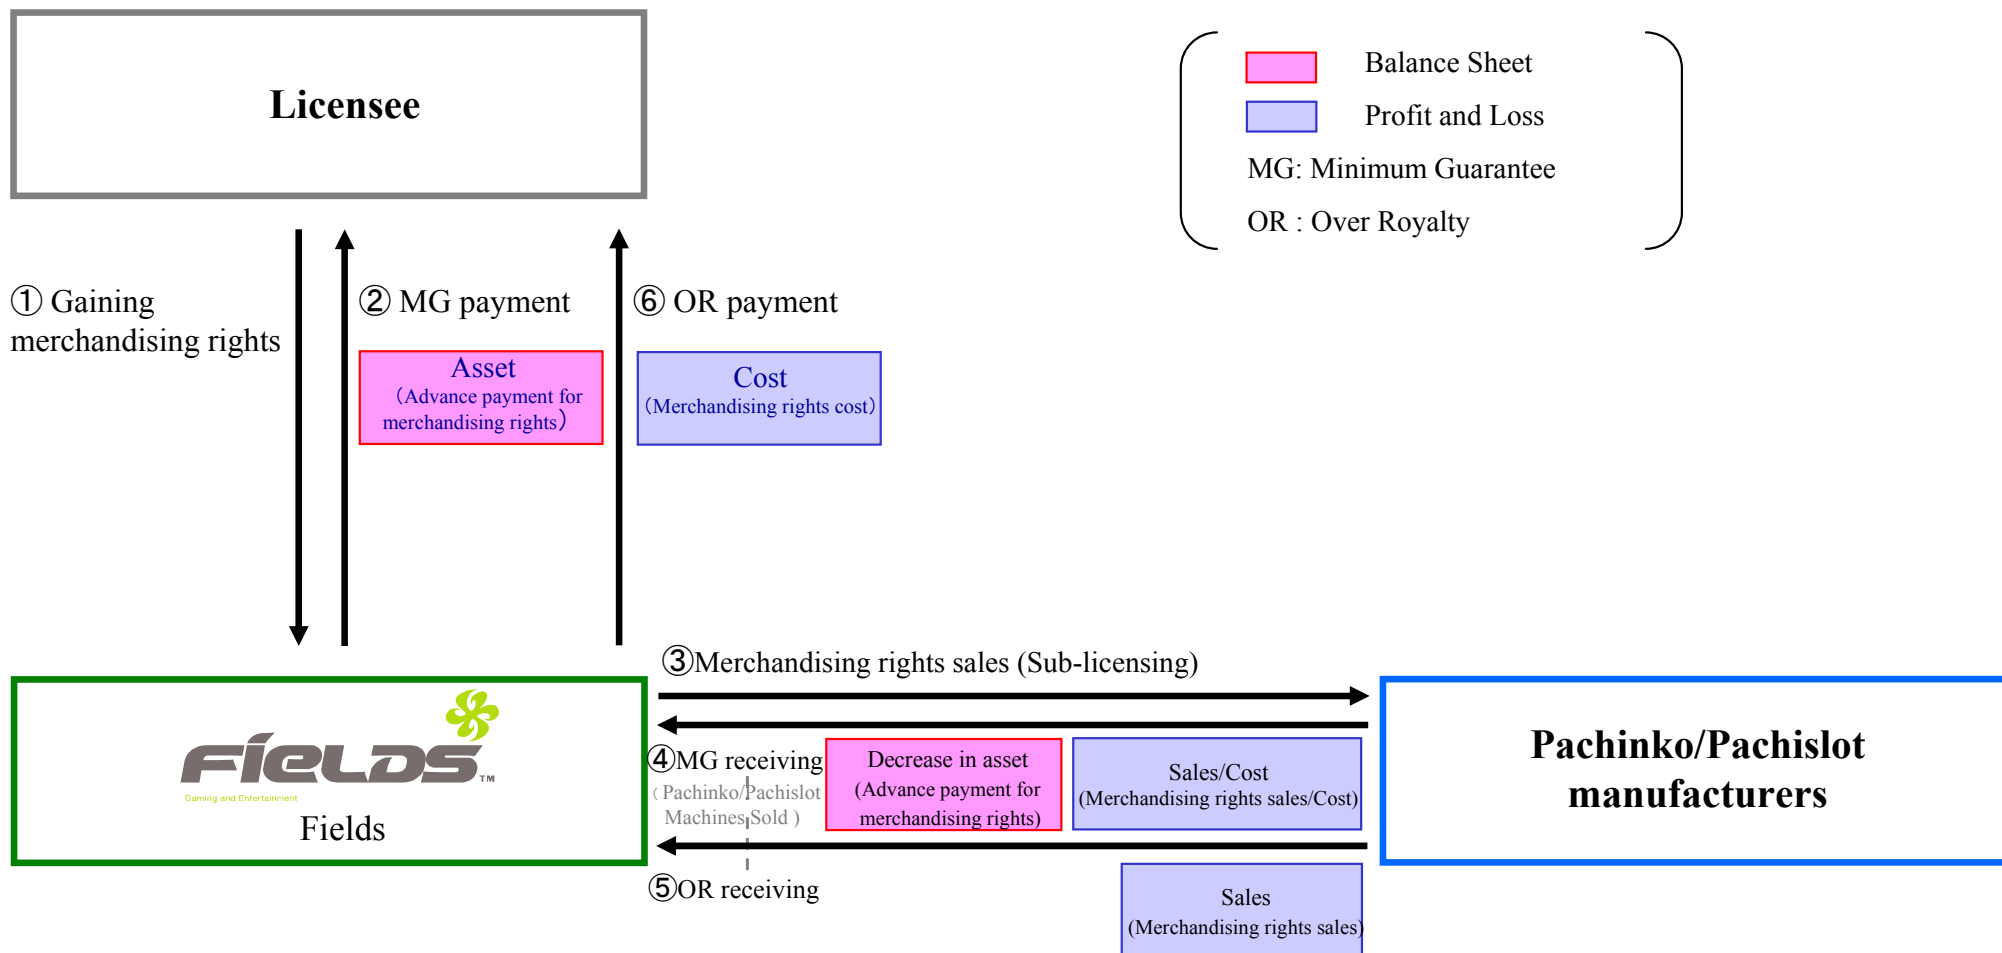 Licensee
Balance Sheet
Profit and Loss
MG: Minimum Guarantee
OR : Over Royalty
① Gaining
merchandising rights
② MG payment
Asset
（Advance payment for
merchandising rights）
⑥ OR payment
Cost
（Merchandising rights cost）
③Merchandising rights sales (Sub-licensing)
FIELDS™
Gaming and Entertainment
Fields
④MG receiving
（Pachinko/Pachislot
Machines Sold )
Decrease in asset
(Advance payment for
merchandising rights)
Sales/Cost
(Merchandising rights sales/Cost)
⑤OR receiving
Sales
(Merchandising rights sales)
Pachinko/Pachislot
manufacturers